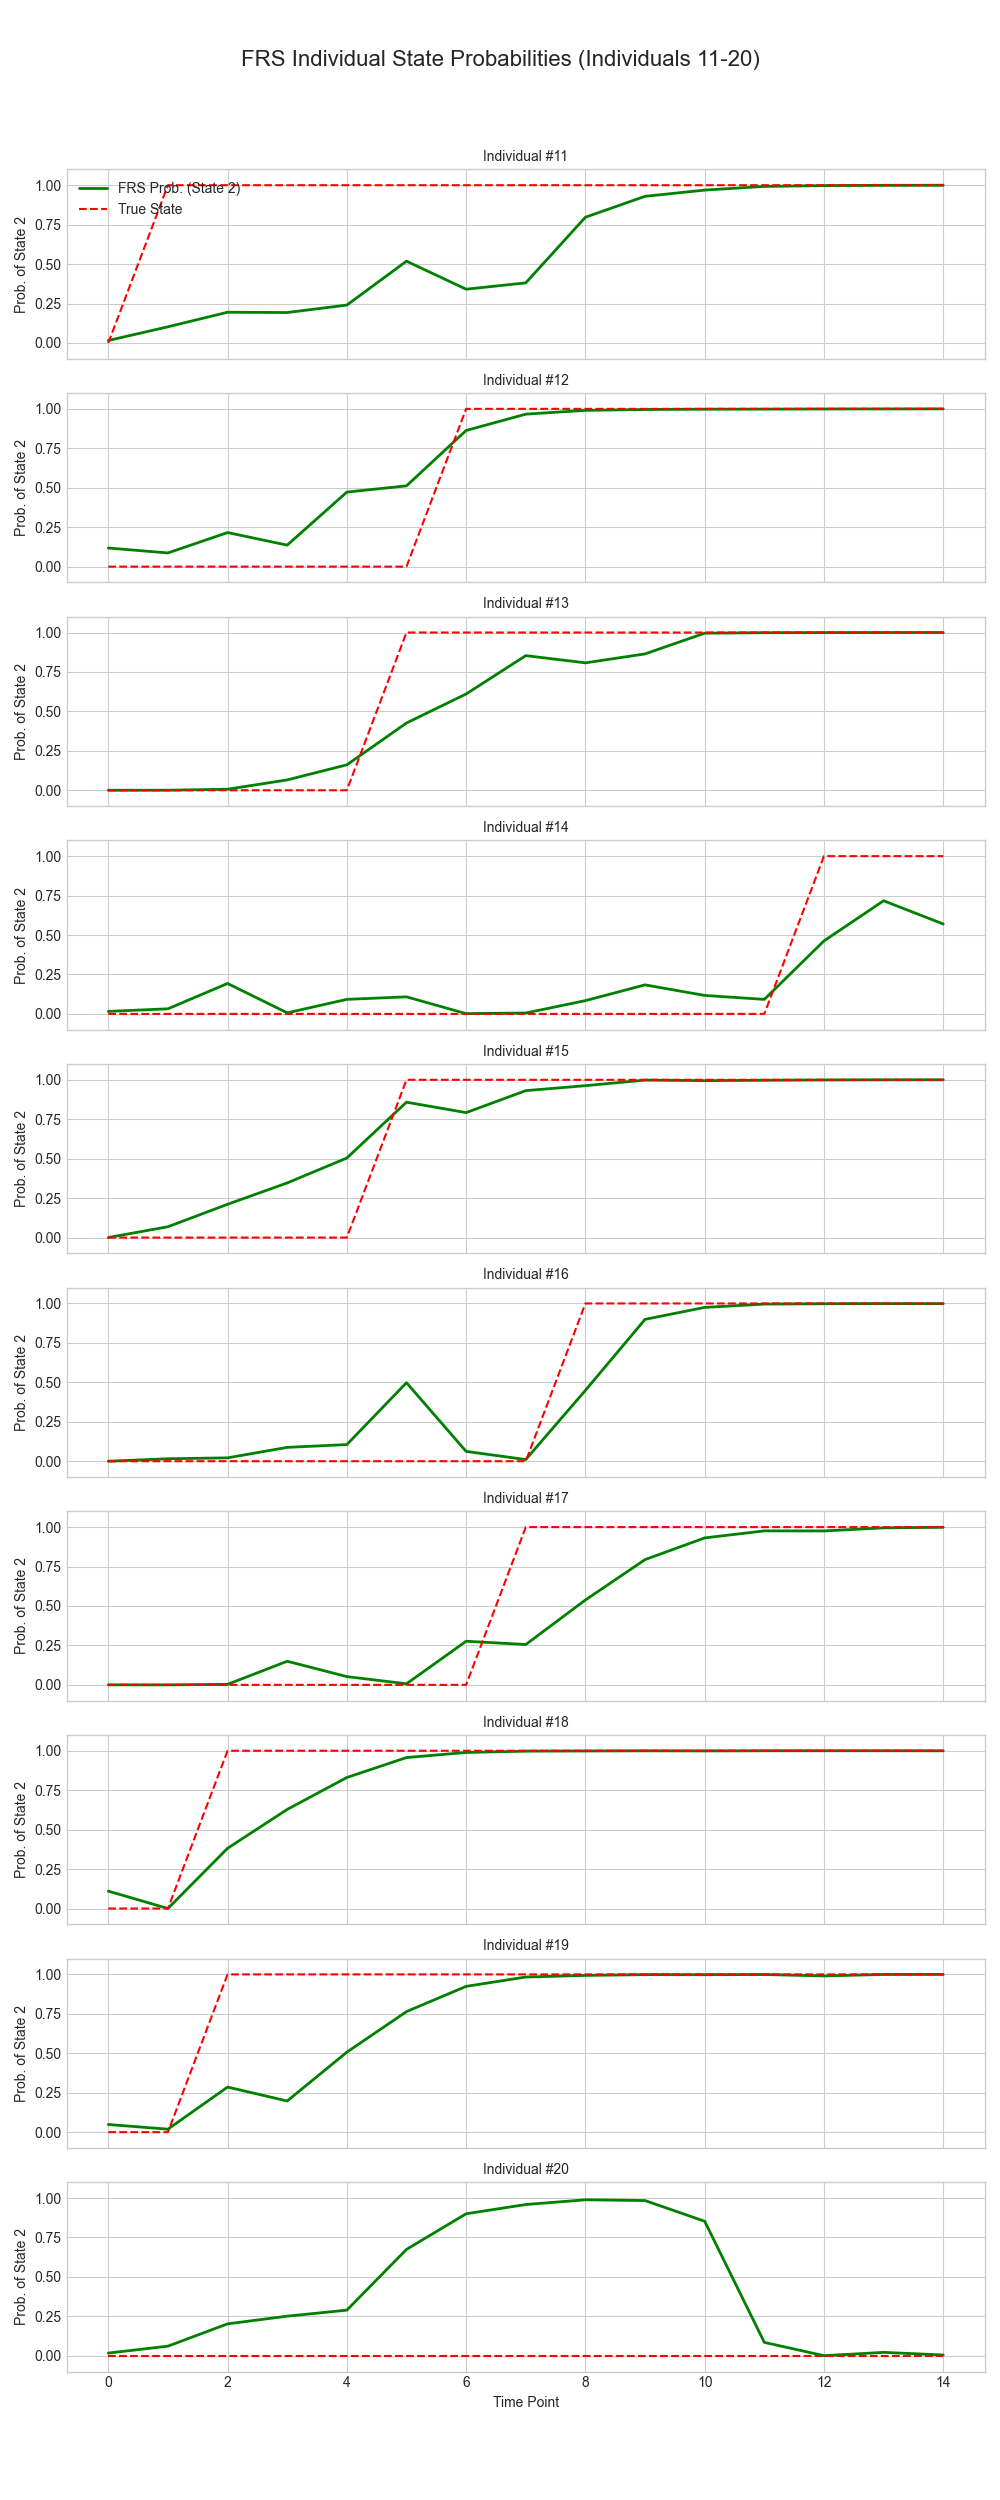 FRS Individual State Probabilities (Individuals 11-20)
Individual #11
Prob. of State 2
1.00
0.75
0.50
0.25
0.00
FRS Prob. (State 2)
True State
Individual #12
Prob. of State 2
1.00
0.75
0.50
0.25
0.00
Individual #13
Prob. of State 2
1.00
0.75
0.50
0.25
0.00
Individual #14
Prob. of State 2
1.00
0.75
0.50
0.25
0.00
Individual #15
Prob. of State 2
1.00
0.75
0.50
0.25
0.00
Individual #16
Prob. of State 2
1.00
0.75
0.50
0.25
0.00
Individual #17
Prob. of State 2
1.00
0.75
0.50
0.25
0.00
Individual #18
Prob. of State 2
1.00
0.75
0.50
0.25
0.00
Individual #19
Prob. of State 2
1.00
0.75
0.50
0.25
0.00
Individual #20
Prob. of State 2
1.00
0.75
0.50
0.25
0.00
0 2 4 6 8 10 12 14
Time Point